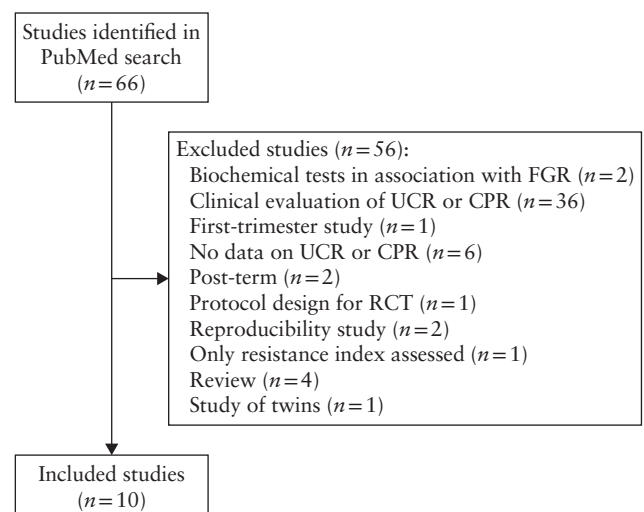 Studies identified in
PubMed search
(n=66)
Excluded studies (n=56):
Biochemical tests in association with FGR (n=2)
Clinical evaluation of UCR or CPR (n=36)
First-trimester study (n=1)
No data on UCR or CPR (n=6)
Post-term (n=2)
Protocol design for RCT (n=1)
Reproducibility study (n=2)
Only resistance index assessed (n=1)
Review (n=4)
Study of twins (n=1)
Included studies
(n=10)